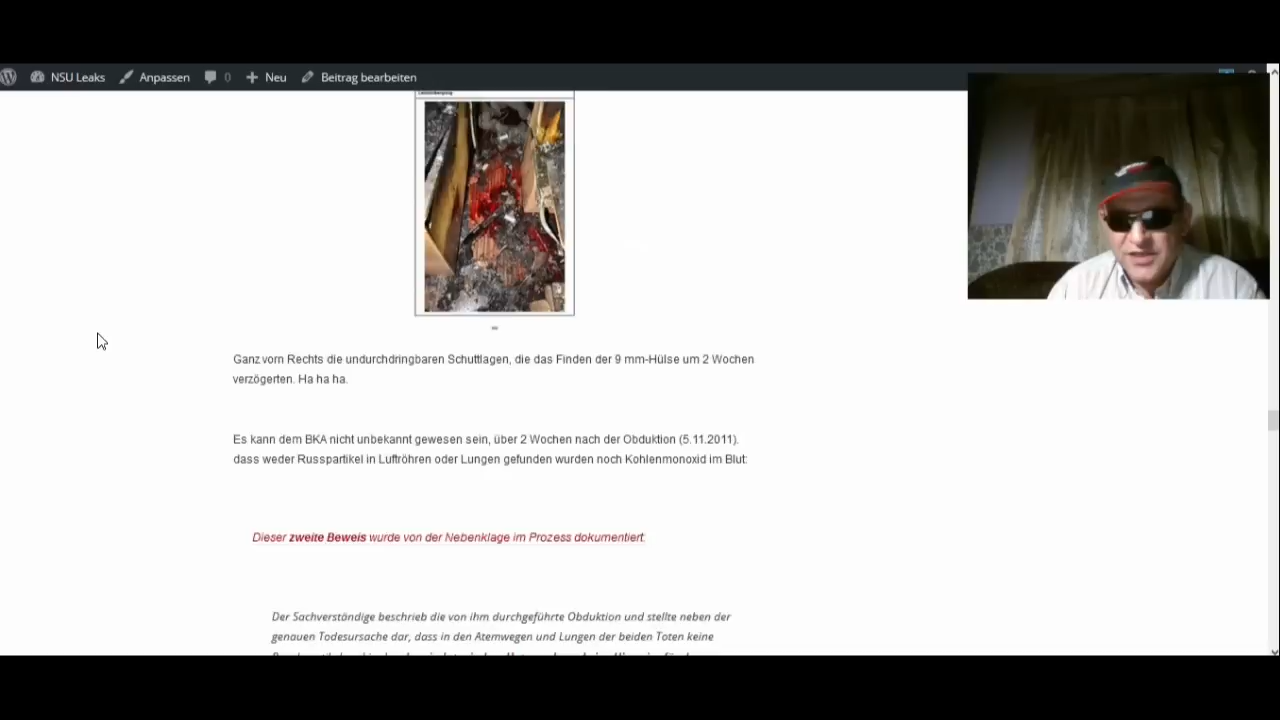 NSU Leaks Anpassen 0 Neu Beitrag bearbeiten
Ganz vorn Rechts die undurchdringbaren Schuttlagen, die das Finden der 9 mm-Hülse um 2 Wochen
verzögerten. Ha ha ha.
Es kann dem BKA nicht unbekannt gewesen sein, über 2 Wochen nach der Obduktion (5.11.2011).
dass weder Russpartikel in Luftröhren oder Lungen gefunden wurden noch Kohlenmonoxid im Blut:
Dieser zweite Beweis wurde von der Nebenklage im Prozess dokumentiert:
Der Sachverständige beschrieb die von ihm durchgeführte Obduktion und stellte neben der
genauen Todesursache dar, dass in den Atemwegen und Lungen der beiden Toten keine